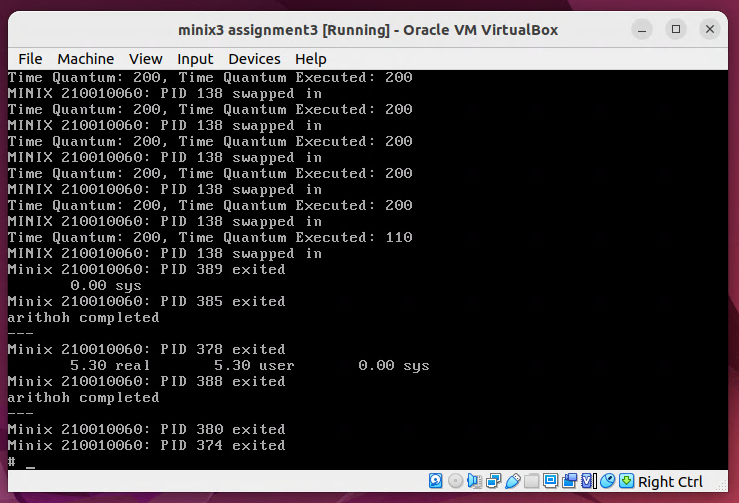 minix3 assignment3 [Running] - Oracle VM VirtualBox
File Machine View Input Devices Help
Time Quantum: 200, Time Quantum Executed: 200
MINIX 210010060: PID 138 swapped in
Time Quantum: 200, Time Quantum Executed: 200
MINIX 210010060: PID 138 swapped in
Time Quantum: 200, Time Quantum Executed: 200
MINIX 210010060: PID 138 swapped in
Time Quantum: 200, Time Quantum Executed: 200
MINIX 210010060: PID 138 swapped in
Time Quantum: 200, Time Quantum Executed: 200
MINIX 210010060: PID 138 swapped in
Time Quantum: 200, Time Quantum Executed: 110
MINIX 210010060: PID 138 swapped in
Minix 210010060: PID 389 exited
0.00 sys
Minix 210010060: PID 385 exited
arithoh completed
---
Minix 210010060: PID 378 exited
5.30 real 5.30 user 0.00 sys
Minix 210010060: PID 388 exited
arithoh completed
---
Minix 210010060: PID 380 exited
Minix 210010060: PID 374 exited
# _
Right Ctrl